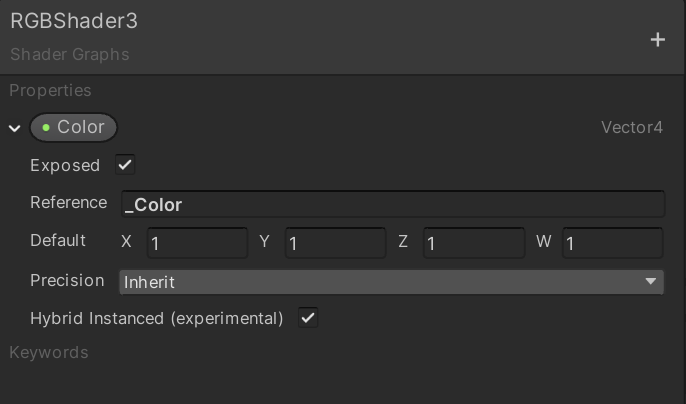 RGBShader3
Shader Graphs
+
Properties
Color Vector4
Exposed
Reference _Color
Default X 1 Y 1 Z 1 W 1
Precision Inherit
Hybrid Instanced (experimental)
Keywords